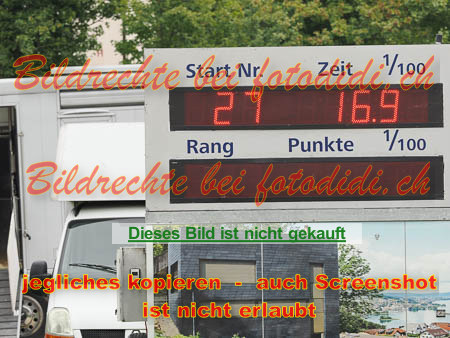 Bildrechte bei fotodidi.ch
Start Nr. Zeit 1/100
27 16.9
Rang Punkte 1/100
Bildrechte bei fotodidi.ch
Dieses Bild ist nicht gekauft
jegliches kopieren - auch Screenshot
ist nicht erlaubt